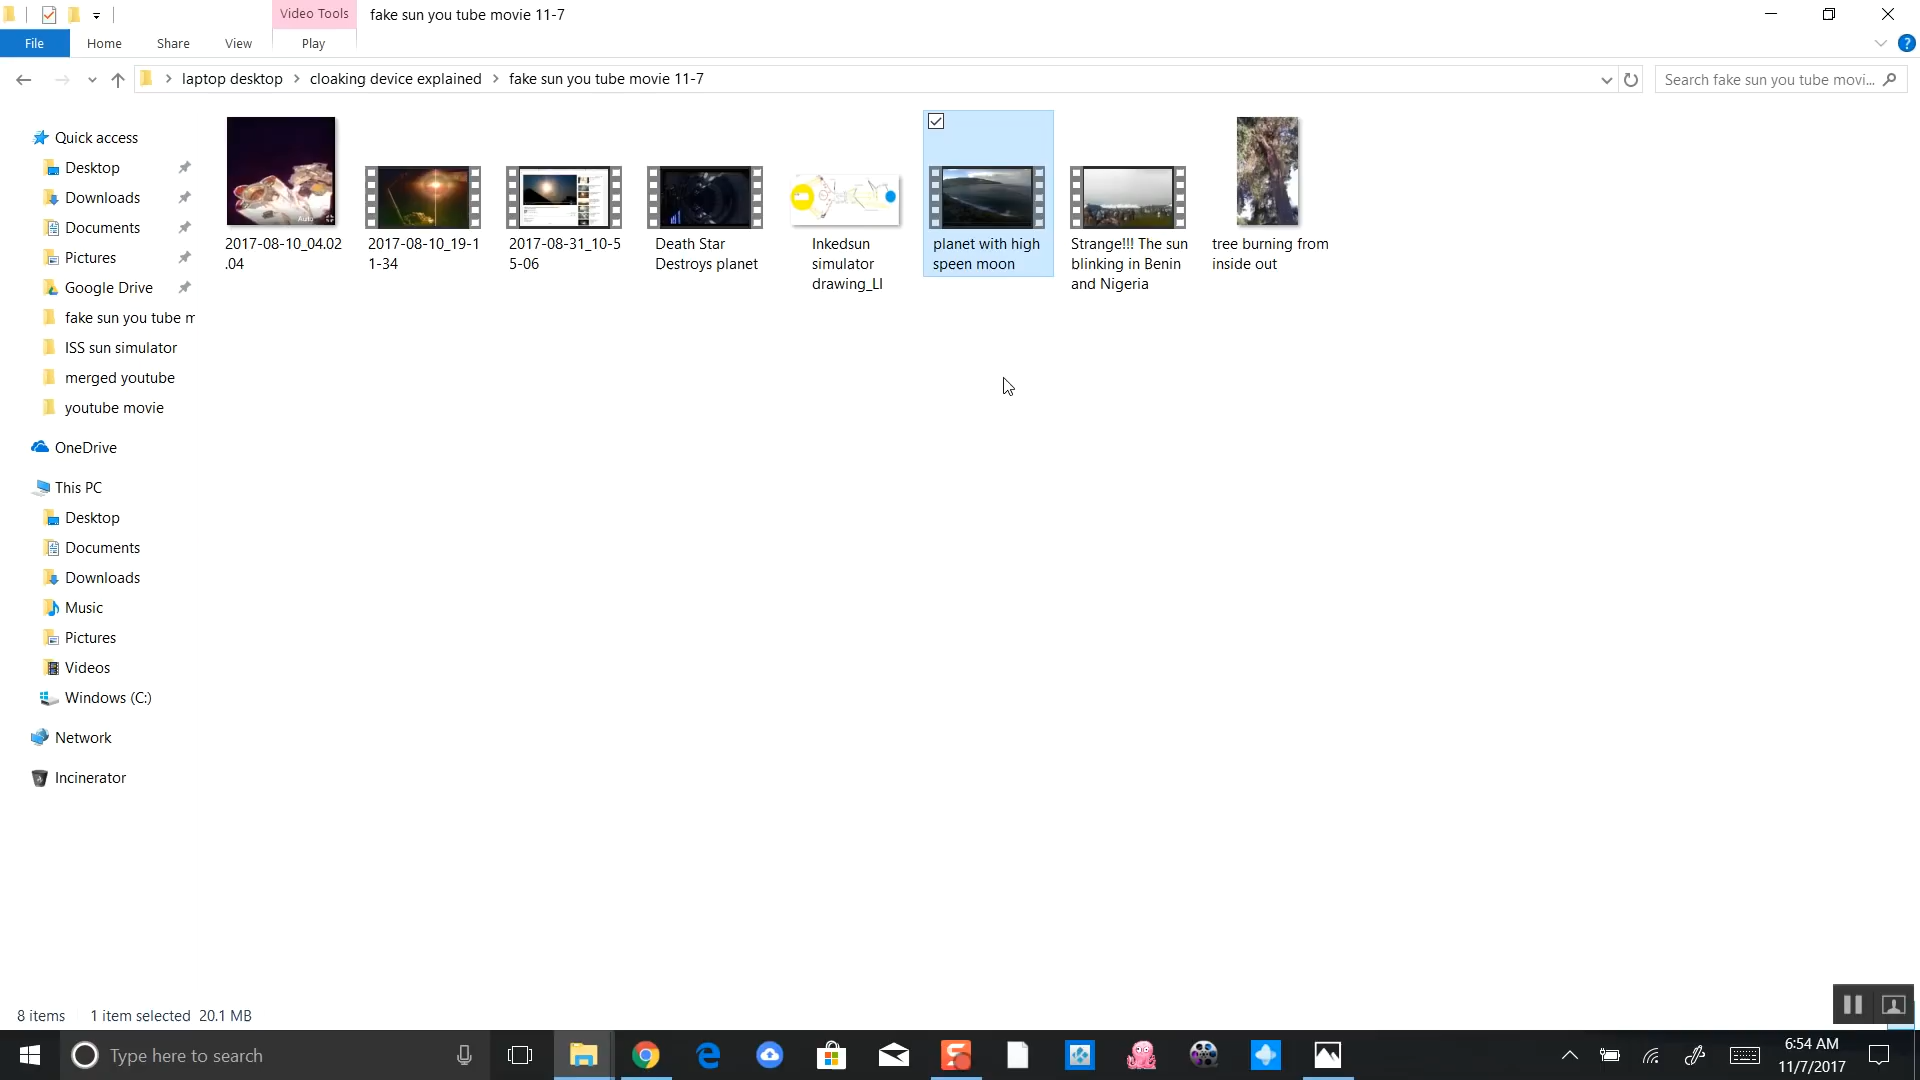 Video Tools
fake sun you tube movie 11-7
File
Home
Share
View
Play
laptop desktop
cloaking device explained
fake sun you tube movie 11-7
Search fake sun you tube movi...
Quick access
Desktop
Downloads
Documents
Pictures
Google Drive
fake sun you tube m
ISS sun simulator
merged youtube
youtube movie
OneDrive
This PC
Desktop
Documents
Downloads
Music
Pictures
Videos
Windows (C:)
Network
Incinerator
Auto
2017-08-10_04.02
.04
2017-08-10_19-1
1-34
2017-08-31_10-5
5-06
Death Star
Destroys planet
Inkedsun
simulator
drawing_LI
planet with high
speen moon
Strange!!! The sun
blinking in Benin
and Nigeria
tree burning from
inside out
8 items
1 item selected 20.1 MB
Type here to search
6:54 AM
11/7/2017